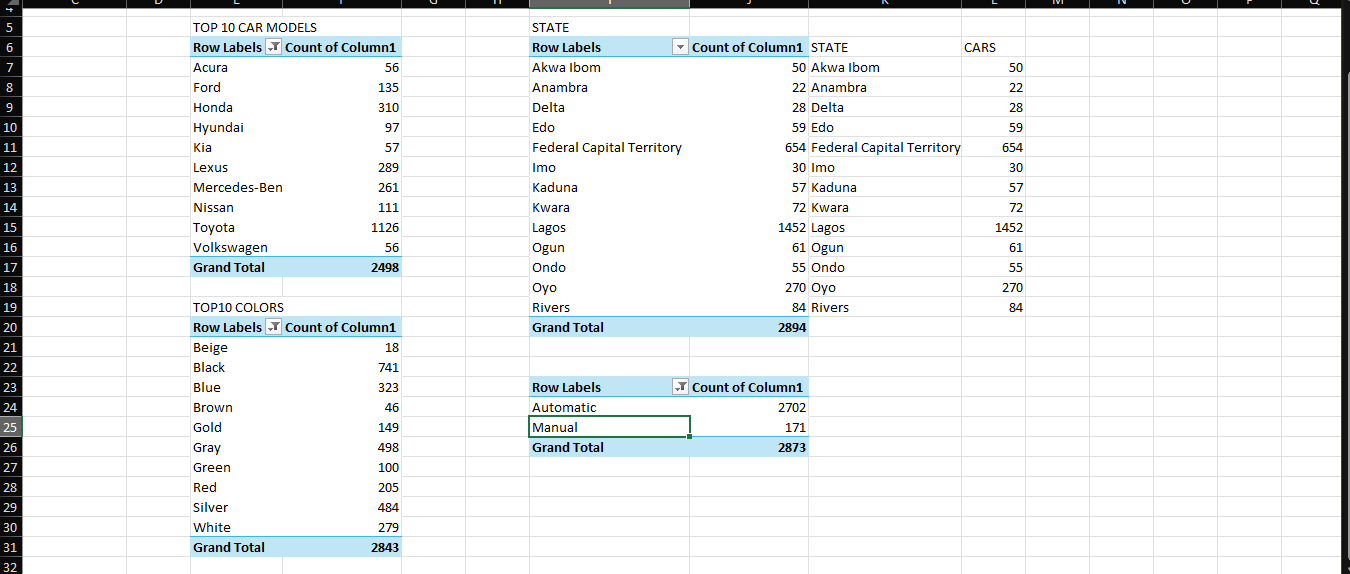 5 TOP 10 CAR MODELS STATE
6 Row Labels Count of Column1 Row Labels Count of Column1 STATE CARS
7 Acura 56 Akwa Ibom 50 Akwa Ibom 50
8 Ford 135 Anambra 22 Anambra 22
9 Honda 310 Delta 28 Delta 28
10 Hyundai 97 Edo 59 Edo 59
11 Kia 57 Federal Capital Territory 654 Federal Capital Territory 654
12 Lexus 289 Imo 30 Imo 30
13 Mercedes-Ben 261 Kaduna 57 Kaduna 57
14 Nissan 111 Kwara 72 Kwara 72
15 Toyota 1126 Lagos 1452 Lagos 1452
16 Volkswagen 56 Ogun 61 Ogun 61
17 Grand Total 2498 Ondo 55 Ondo 55
18 Oyo 270 Oyo 270
19 TOP10 COLORS Rivers 84 Rivers 84
20 Row Labels Count of Column1 Grand Total 2894
21 Beige 18
22 Black 741
23 Blue 323 Row Labels Count of Column1
24 Brown 46 Automatic 2702
25 Gold 149 Manual 171
26 Gray 498 Grand Total 2873
27 Green 100
28 Red 205
29 Silver 484
30 White 279
31 Grand Total 2843
32